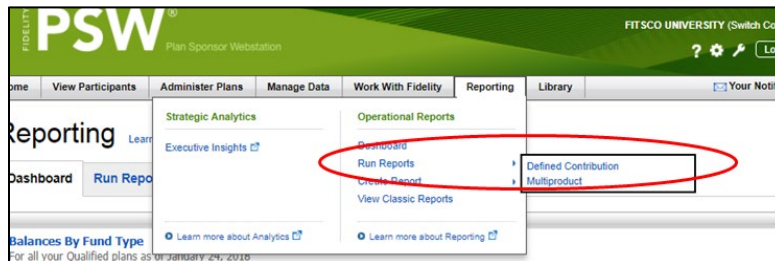 FIDELITY
PSW®
Plan Sponsor Webstation
FITSCO UNIVERSITY (Switch Co
? Lo
ome View Participants Administer Plans Manage Data Work With Fidelity Reporting Library Your Notif
Reporting Learn
Strategic Analytics
Executive Insights
Learn more about Analytics
Operational Reports
Dashboard
Run Reports
Create Report
View Classic Reports
Learn more about Reporting
Defined Contribution
Multiproduct
Dashboard Run Repo
Balances By Fund Type
For all your Qualified plans as of January 24, 2018